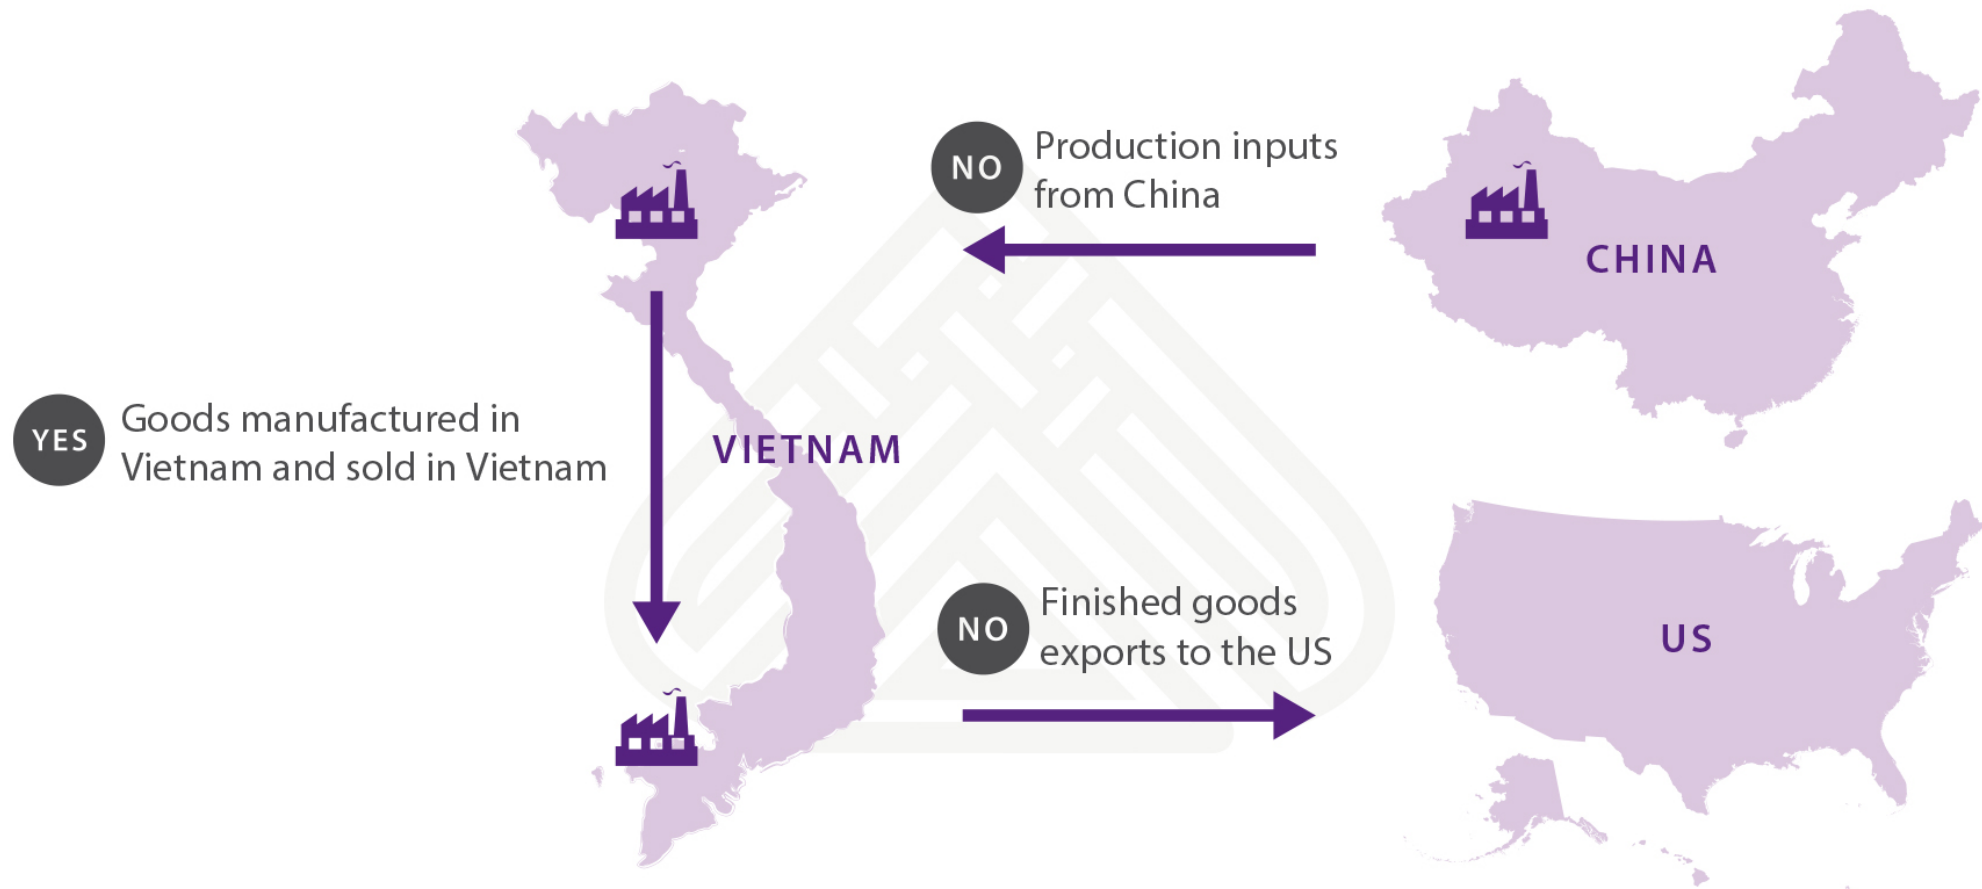 NO
Production inputs
from China
CHINA
YES
Goods manufactured in
Vietnam and sold in Vietnam
VIETNAM
NO
Finished goods
exports to the US
US